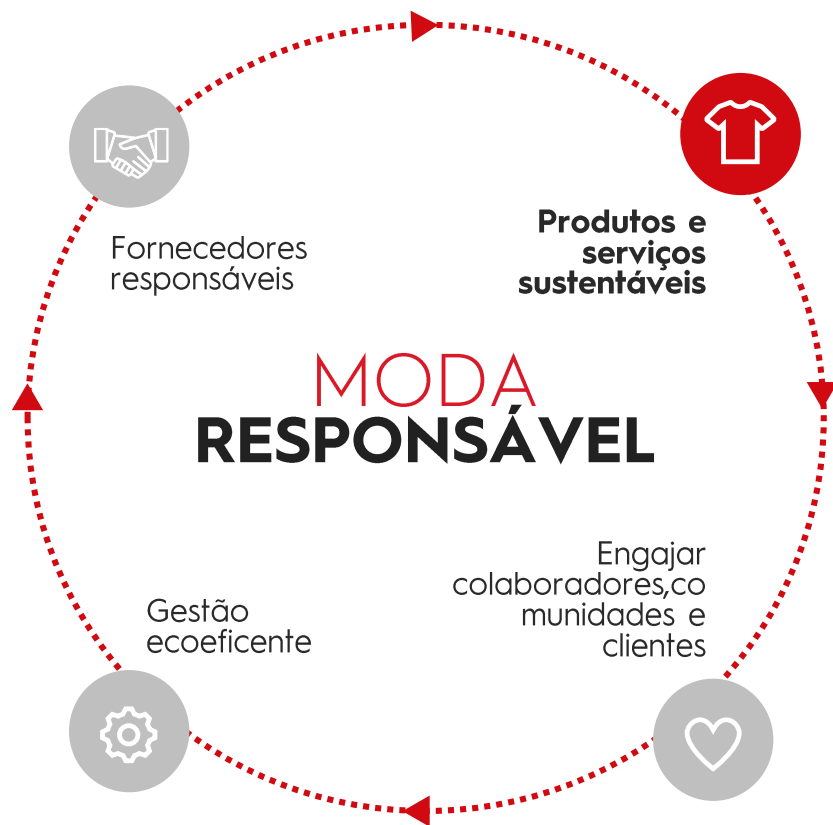 Fornecedores
responsáveis
Produtos e
serviços
sustentáveis
MODA
RESPONSÁVEL
Gestão
ecoeficente
Engajar
colaboradores,co
munidades e
clientes